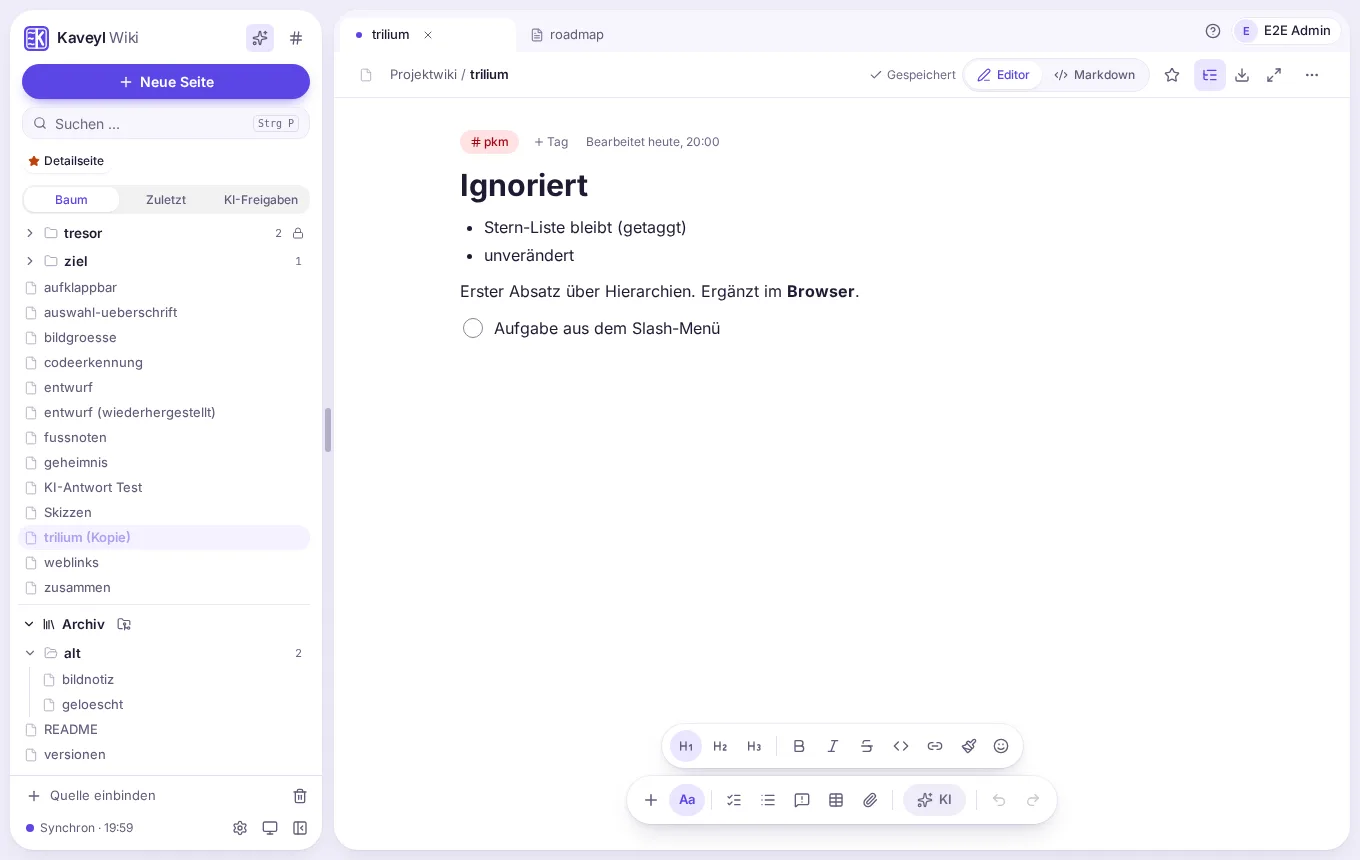 Kaveyl Wiki
Neue Seite
Suchen ...
Strg P
Detailseite
Baum
Zuletzt
KI-Freigaben
tresor
2
ziel
1
aufklappbar
auswahl-ueberschrift
bildgroesse
codeerkennung
entwurf
entwurf (wiederhergestellt)
fussnoten
geheimnis
KI-Antwort Test
Skizzen
trilium (Kopie)
weblinks
zusammen
Archiv
alt
2
bildnotiz
geloescht
README
versionen
Quelle einbinden
Synchron · 19:59
trilium
roadmap
E
E2E Admin
Projektwiki / trilium
Gespeichert
Editor
Markdown
# pkm
+ Tag
Bearbeitet heute, 20:00
Ignoriert
• Stern-Liste bleibt (getaggt)
• unverändert
Erster Absatz über Hierarchien. Ergänzt im Browser.
Aufgabe aus dem Slash-Menü
H1
H2
H3
Aa
KI